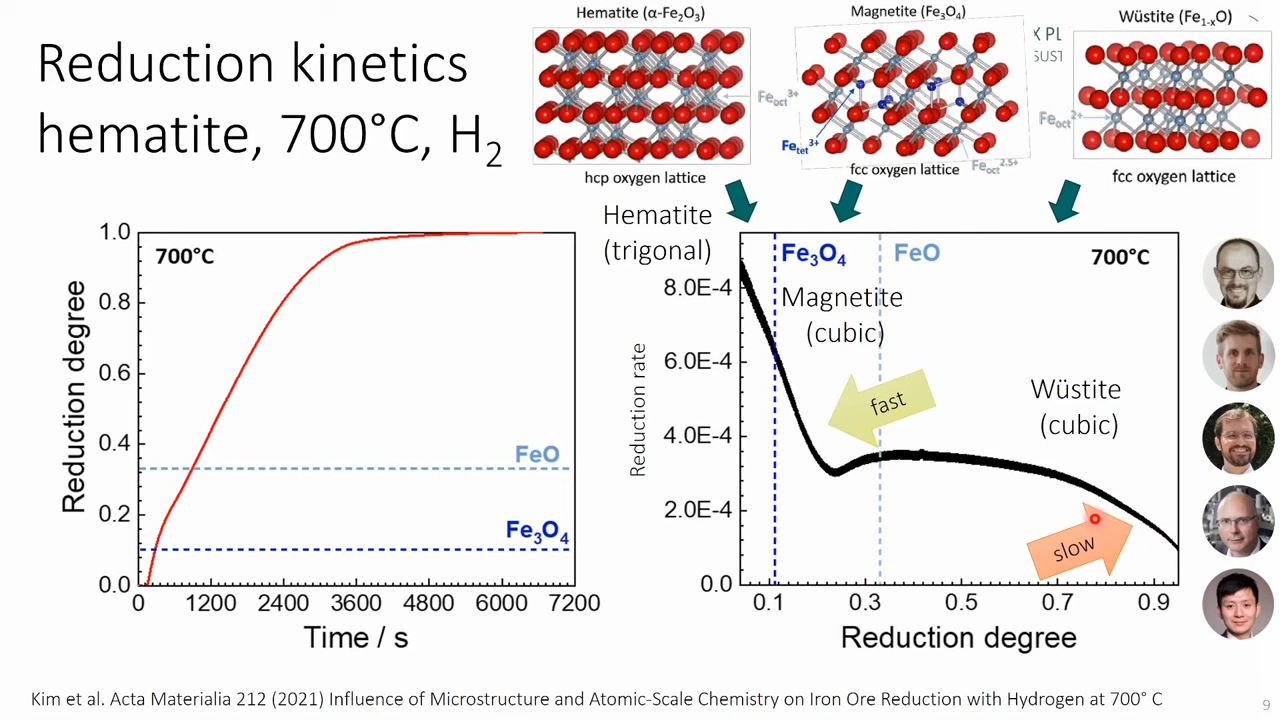 Reduction kinetics
hematite, 700°C, H2
Hematite (α-Fe2O3)
Feoct3+
hcp oxygen lattice
Magnetite (Fe3O4)
Fetet3+
Feoct2.5+
fcc oxygen lattice
Wüstite (Fe1-xO)
Feoct2+
fcc oxygen lattice
X PL
SUST
700°C
FeO
Fe3O4
1.0
0.8
0.6
0.4
0.2
0.0
Reduction degree
0 1200 2400 3600 4800 6000 7200
Time / s
Hematite
(trigonal)
Fe3O4
FeO
700°C
Magnetite
(cubic)
Wüstite
(cubic)
fast
slow
8.0E-4
6.0E-4
4.0E-4
2.0E-4
0.0
Reduction rate
0.1 0.3 0.5 0.7 0.9
Reduction degree
Kim et al. Acta Materialia 212 (2021) Influence of Microstructure and Atomic-Scale Chemistry on Iron Ore Reduction with Hydrogen at 700° C
9